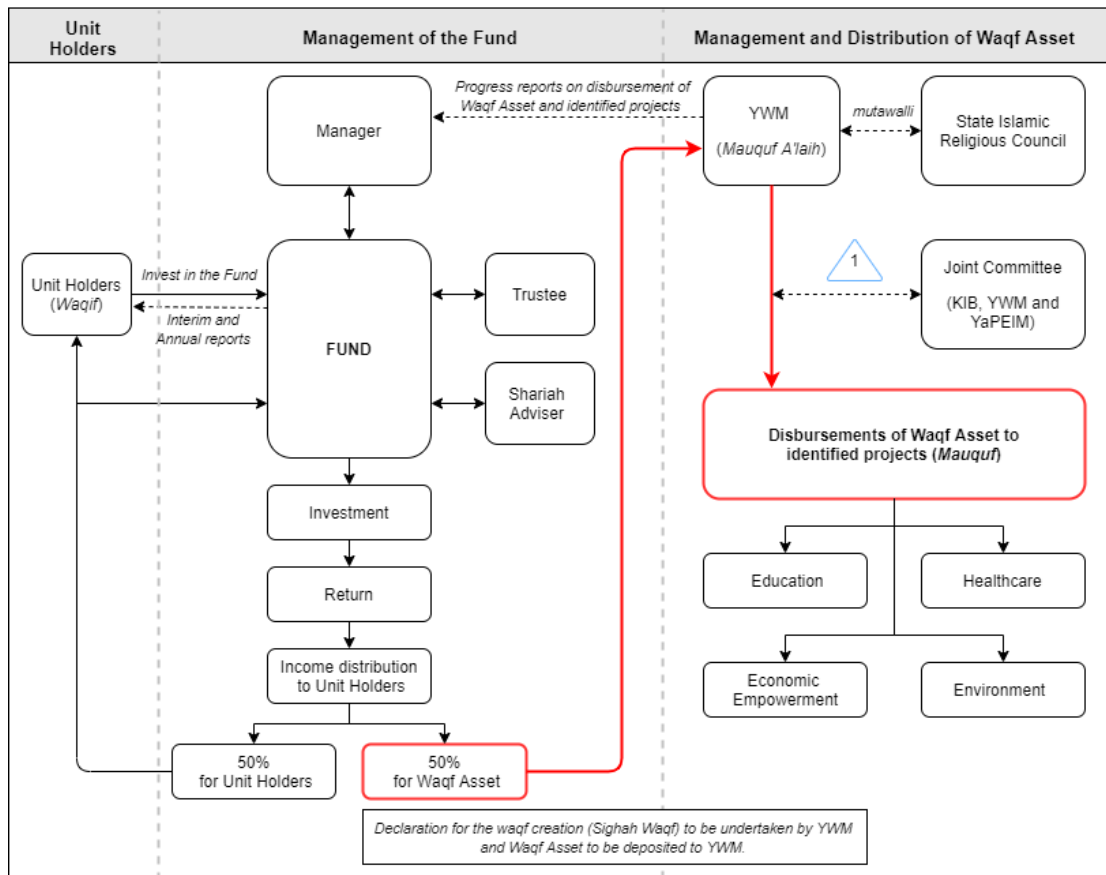 Unit
Holders
Management of the Fund
Management and Distribution of Waqf Asset
Manager
Progress reports on disbursement of
Waqf Asset and identified projects
YWM
(Mauquf A'laih)
mutawalli
State Islamic
Religious Council
Unit Holders
(Waqif)
Invest in the Fund
Interim and
Annual reports
FUND
Trustee
Shariah
Adviser
1
Joint Committee
(KIB, YWM and
YaPEIM)
Disbursements of Waqf Asset to
identified projects (Mauquf)
Investment
Return
Income distribution
to Unit Holders
50%
for Unit Holders
50%
for Waqf Asset
Education
Healthcare
Economic
Empowerment
Environment
Declaration for the waqf creation (Sighah Waqf) to be undertaken by YWM
and Waqf Asset to be deposited to YWM.